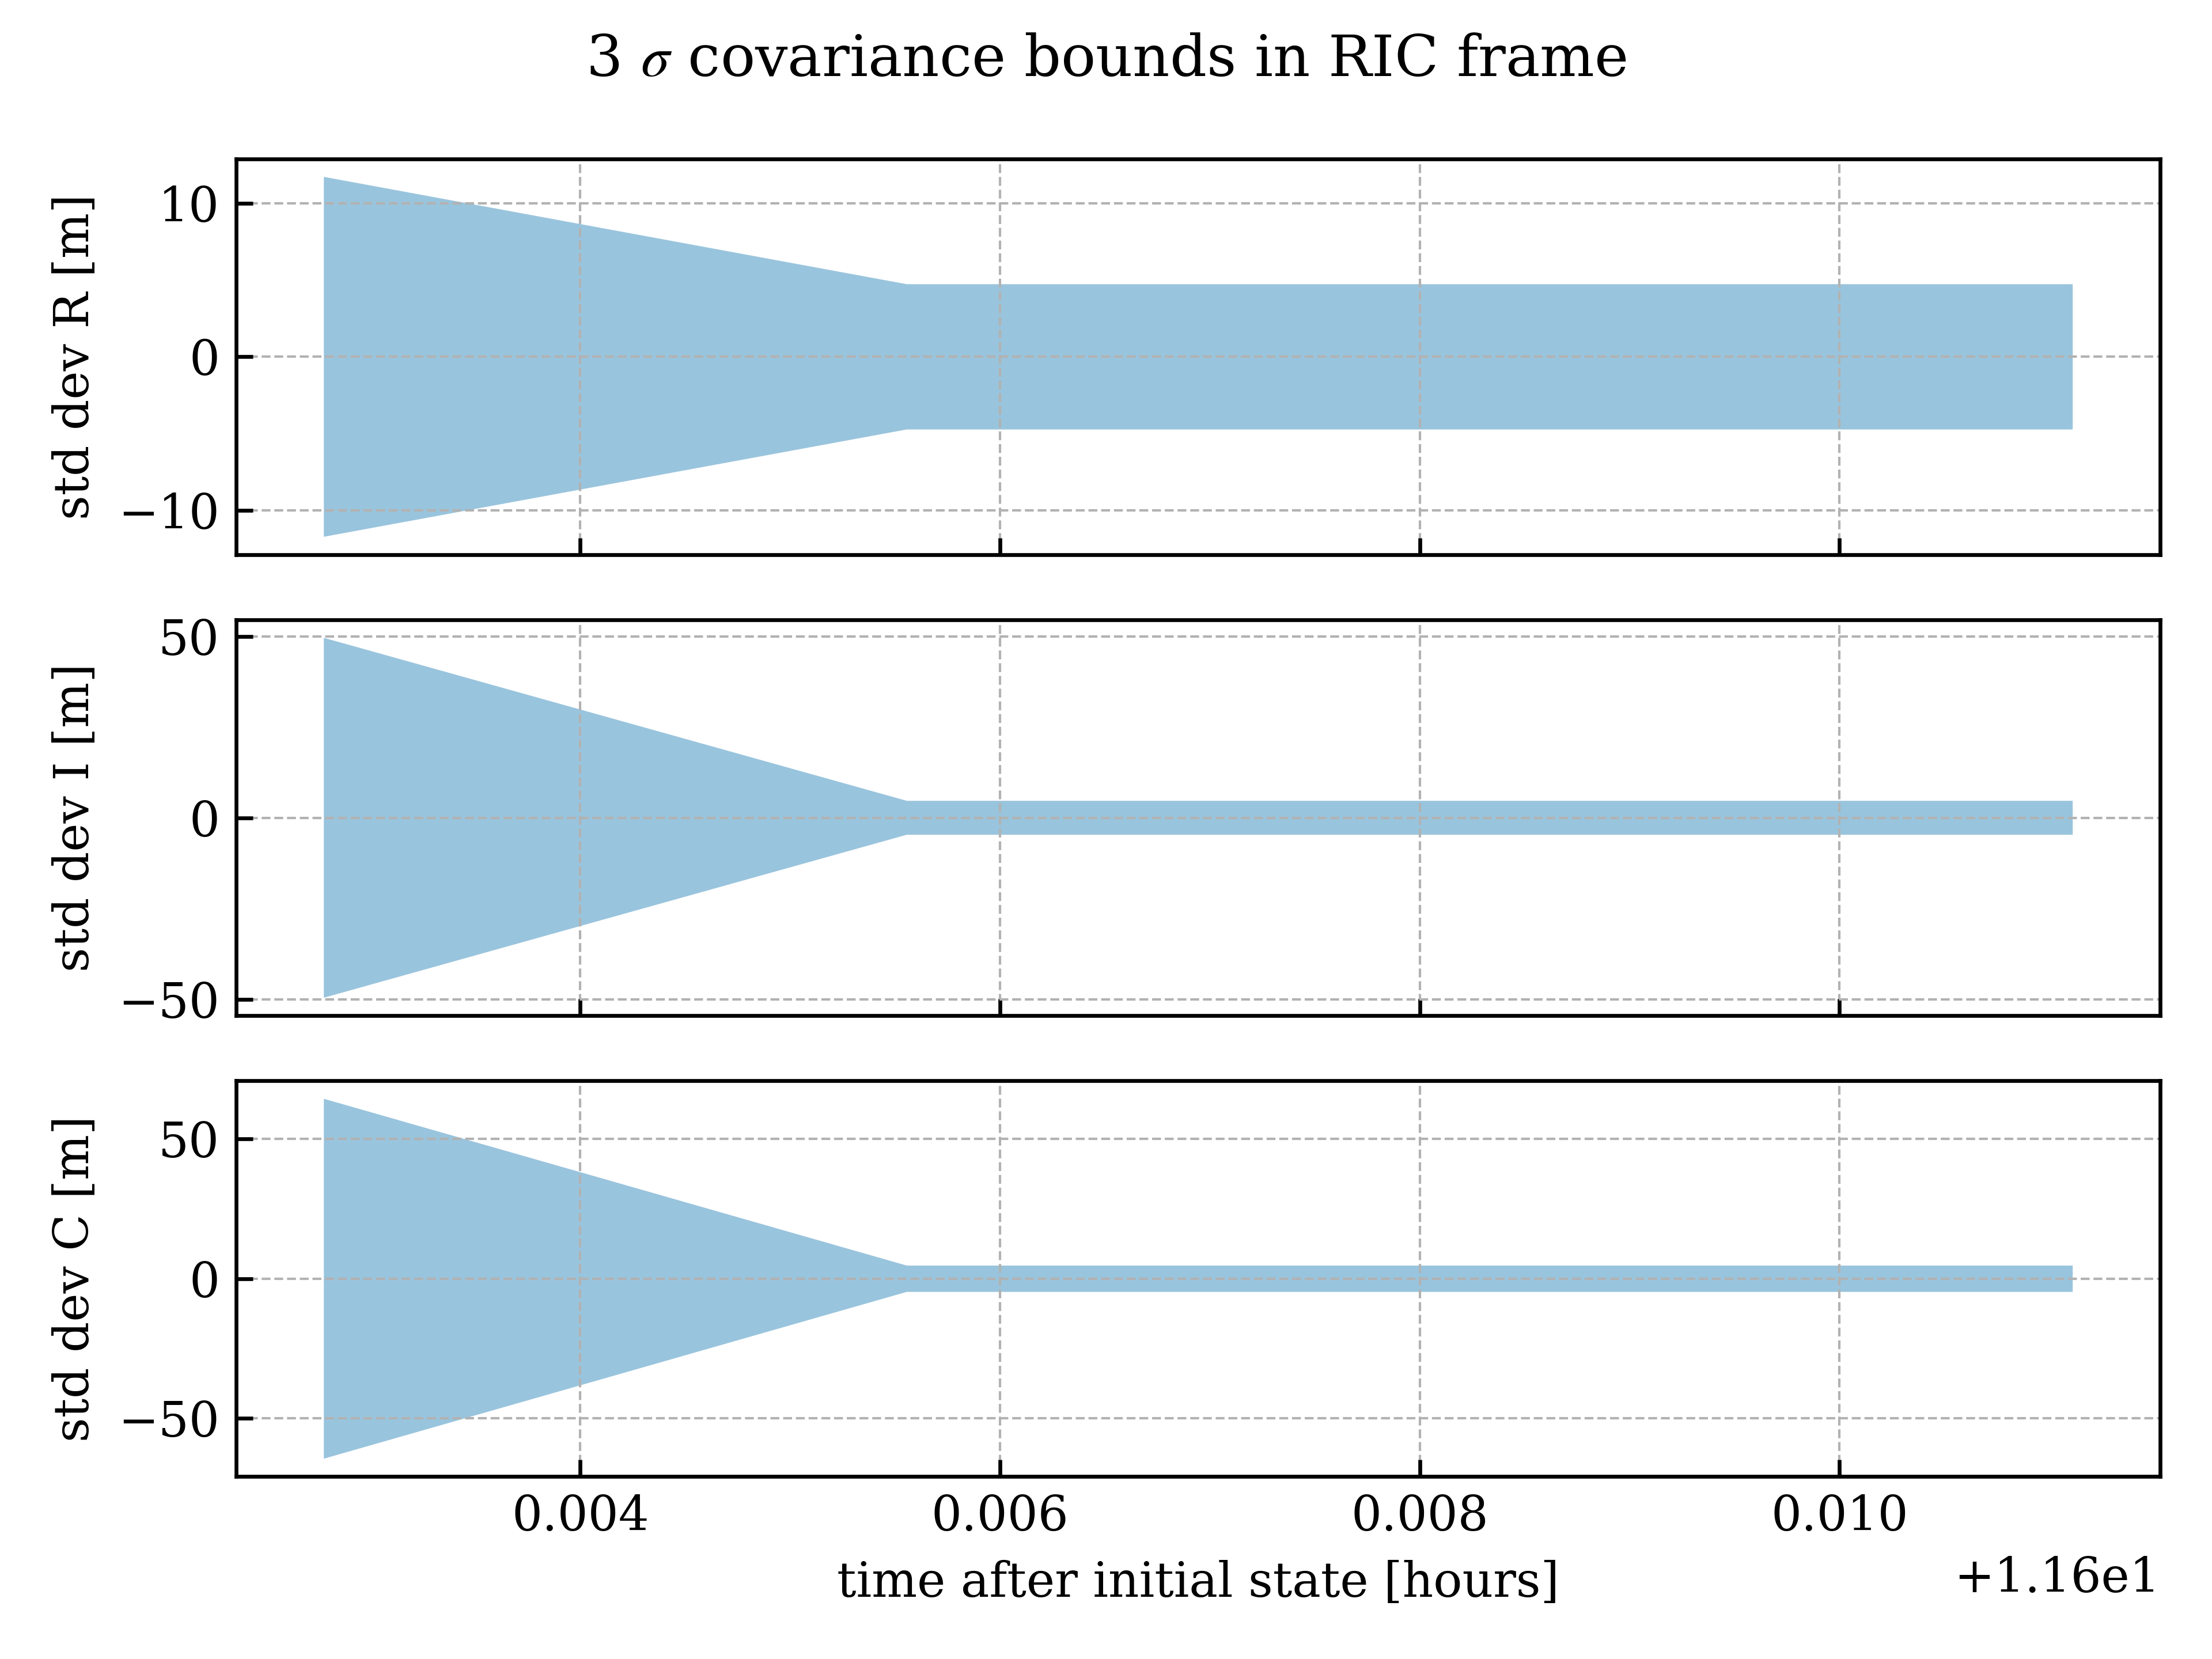 3 σ covariance bounds in RIC frame
std dev R [m]
10
0
−10
std dev I [m]
50
0
−50
std dev C [m]
50
0
−50
0.004 0.006 0.008 0.010
time after initial state [hours]
+1.16e1